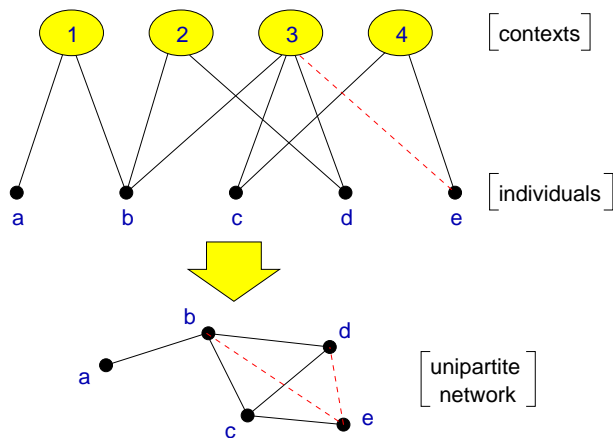 1 2 3 4 [contexts]
a b c d e [individuals]
b d
a
c e
[unipartite
network]